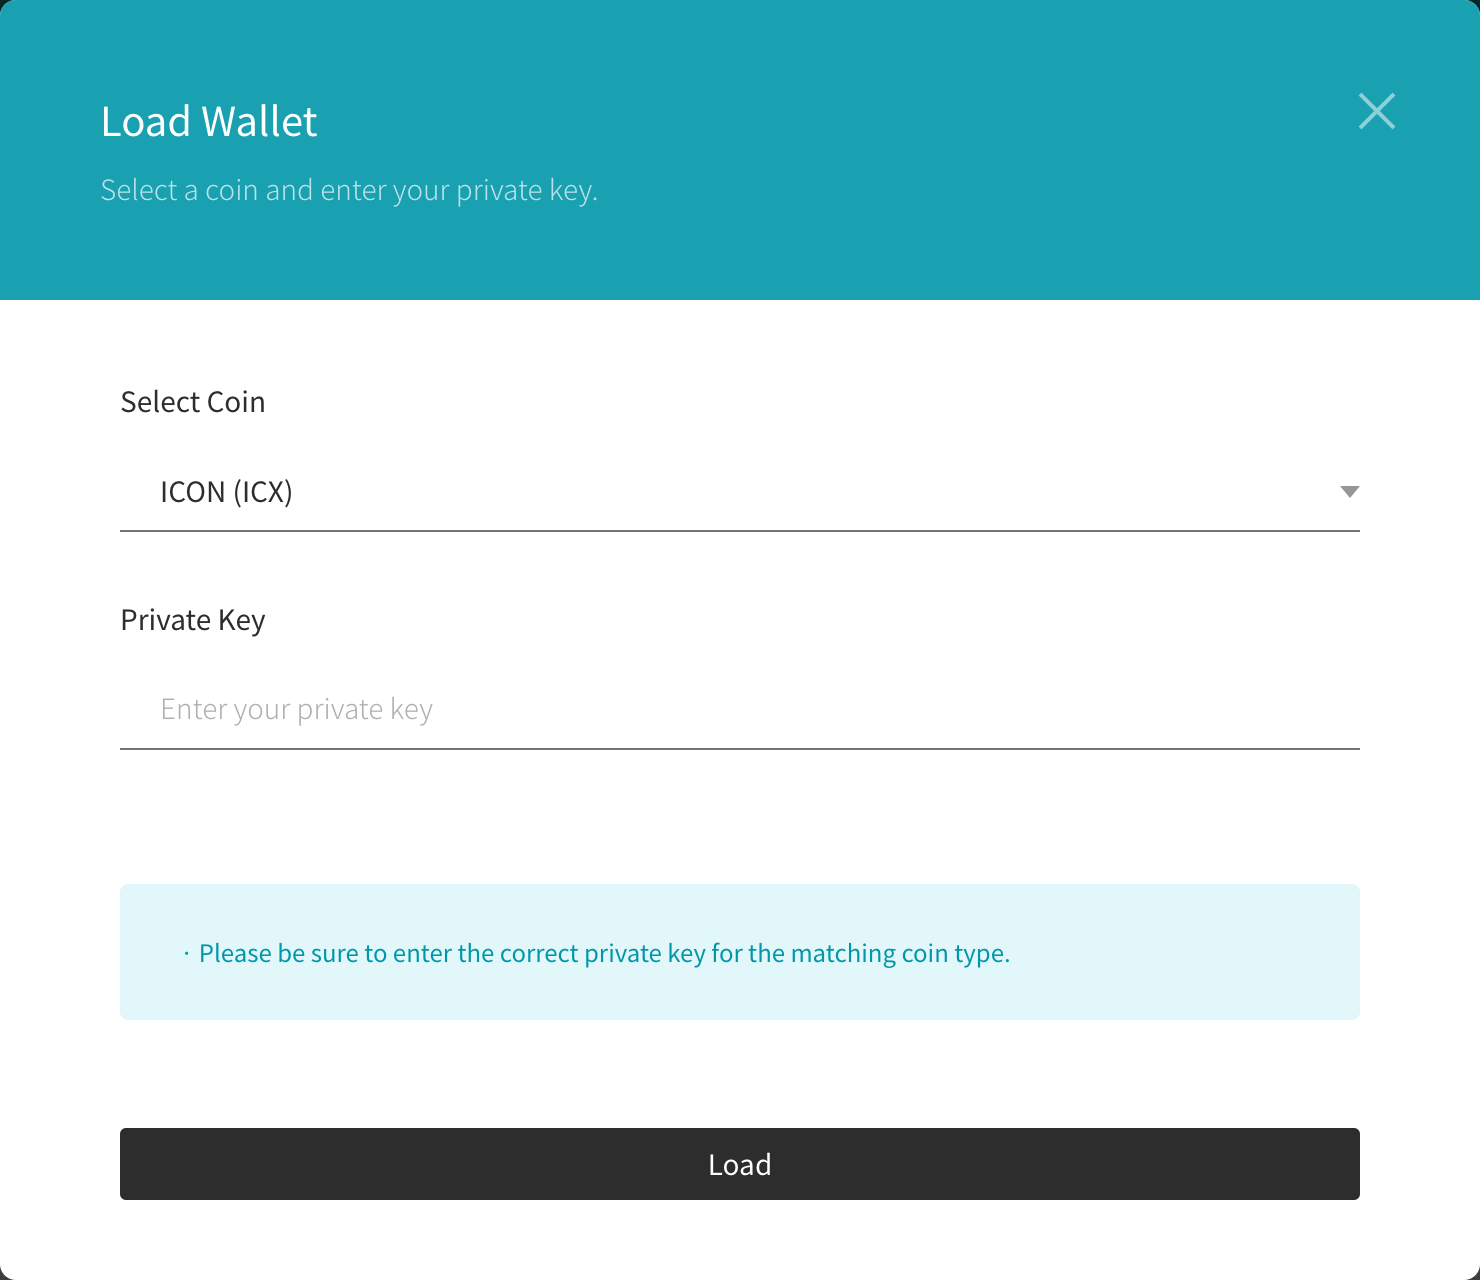 Load Wallet
Select a coin and enter your private key.
Select Coin
ICON (ICX)
Private Key
Enter your private key
· Please be sure to enter the correct private key for the matching coin type.
Load